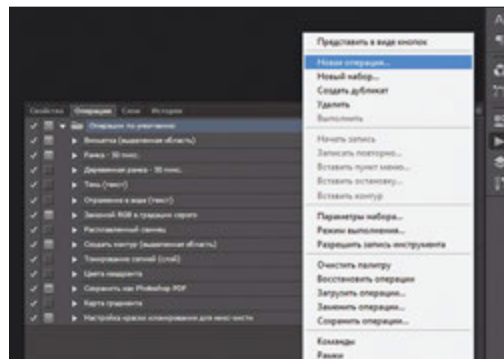 Представить в виде кнопок
Новая операция...
Новый набор...
Создать дубликат
Удалить
Выполнить
Начать запись
Записать повторно...
Вставить пункт меню...
Вставить остановку...
Вставить контур
Параметры набора...
Режим выполнения...
Разрешить запись инструмента
Очистить палитру
Восстановить операции
Загрузить операции...
Заменить операции...
Сохранить операции...
Команды
Рамки
Свойства Операции Слои История
Операции по умолчанию
Виньетка (выделенная область)
Рамка - 50 пикс.
Деревянная рамка - 50 пикс.
Тень (текст)
Отражение в воде (текст)
Заказной RGB в градации серого
Расплавленный свинец
Создать контур (выделенная область)
Тонирование сепией (слой)
Цвета квадранта
Сохранить как Photoshop PDF
Карта градиента
Настройка краски клонирования для микс-кисти